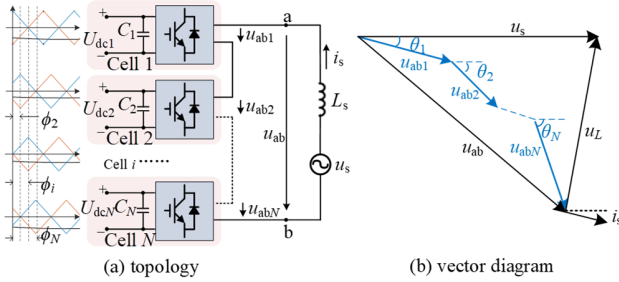 +
U_dc1
C_1
−
Cell 1
ϕ_2
+
U_dc2
C_2
−
Cell 2
ϕ_i
Cell i ······
ϕ_N
+
U_dcN
C_N
−
Cell N
a
u_ab1
u_ab2
u_ab
u_abN
b
i_s
L_s
u_s
(a) topology
u_s
θ_1
u_ab1
θ_2
u_ab2
θ_N
u_abN
u_ab
u_L
i_s
(b) vector diagram